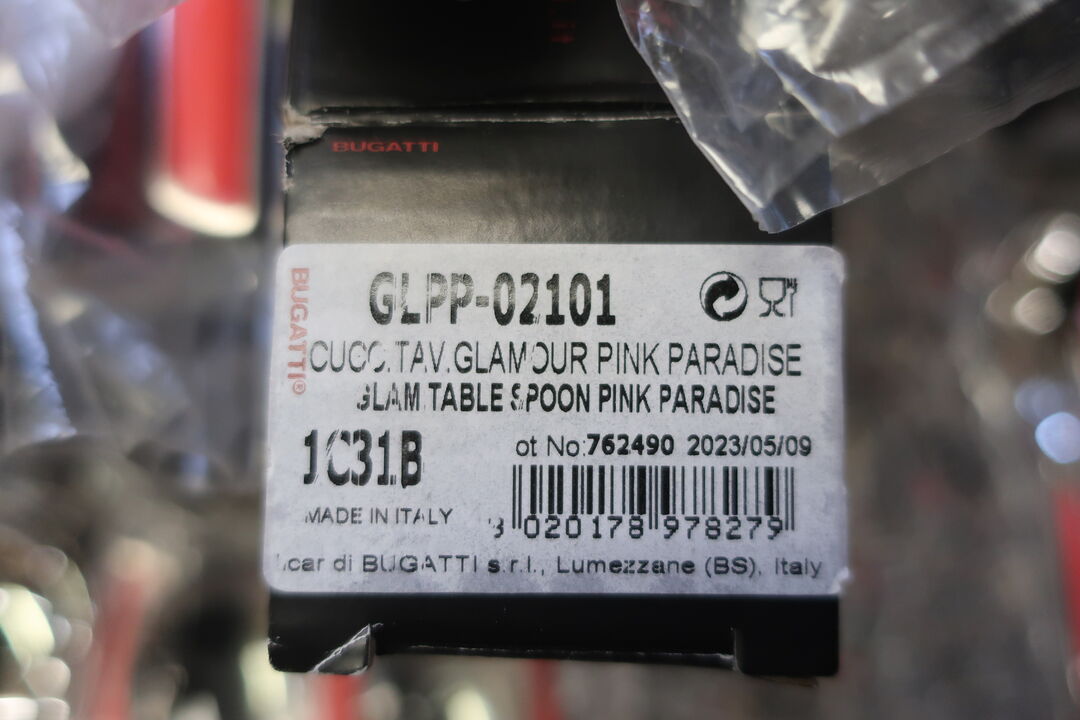 BUGATTI
BUGATTI®
GLPP-02101
CUCC.TAV.GLAMOUR PINK PARADISE
GLAM TABLE SPOON PINK PARADISE
1C31B
ot No:762490 2023/05/09
MADE IN ITALY
020178 978279
car di BUGATTI s.r.l., Lumezzane (BS), Italy